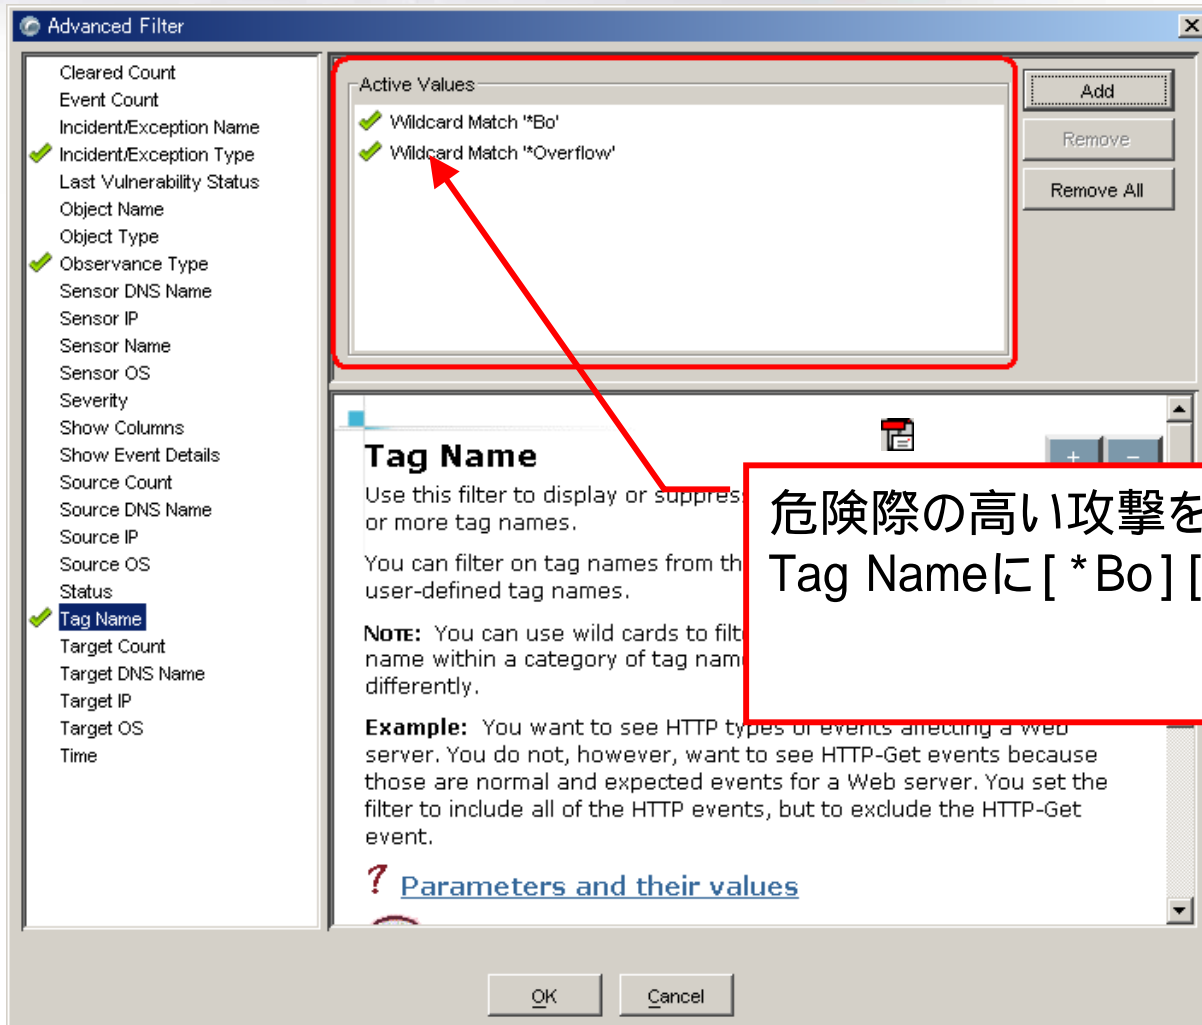 Advanced Filter
Cleared Count
Event Count
Incident/Exception Name
Incident/Exception Type
Last Vulnerability Status
Object Name
Object Type
Observance Type
Sensor DNS Name
Sensor IP
Sensor Name
Sensor OS
Severity
Show Columns
Show Event Details
Source Count
Source DNS Name
Source IP
Source OS
Status
Tag Name
Target Count
Target DNS Name
Target IP
Target OS
Time
Active Values
Wildcard Match '*Bo'
Wildcard Match '*Overflow'
Add
Remove
Remove All
Tag Name
Use this filter to display or suppress
or more tag names.
You can filter on tag names from th
user-defined tag names.
NOTE: You can use wild cards to filt
name within a category of tag nam
differently.
Example: You want to see HTTP types of events affecting a Web
server. You do not, however, want to see HTTP-Get events because
those are normal and expected events for a Web server. You set the
filter to include all of the HTTP events, but to exclude the HTTP-Get
event.
? Parameters and their values
危険際の高い攻撃を
Tag Nameに[*Bo][
OK
Cancel